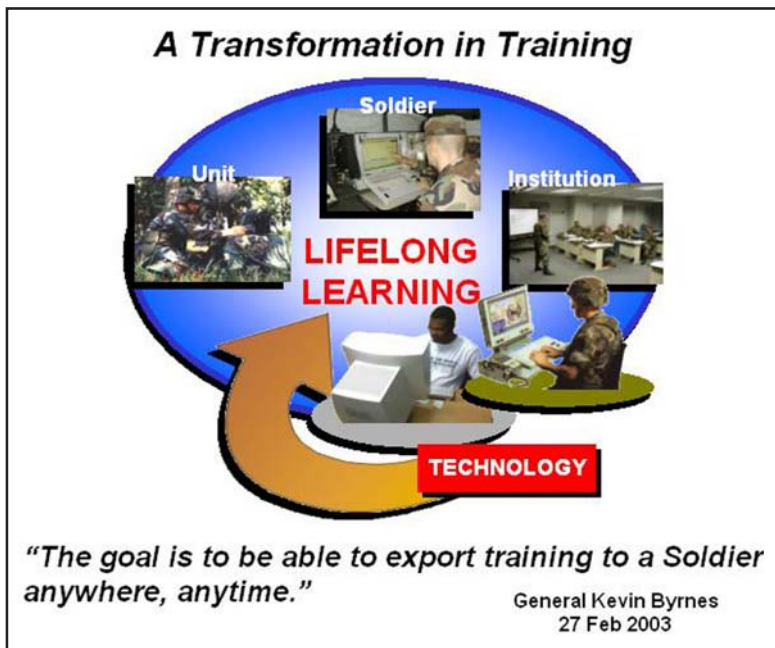 A Transformation in Training
Soldier
Unit
Institution
LIFELONG
LEARNING
TECHNOLOGY
“The goal is to be able to export training to a Soldier
anywhere, anytime.”
General Kevin Byrnes
27 Feb 2003